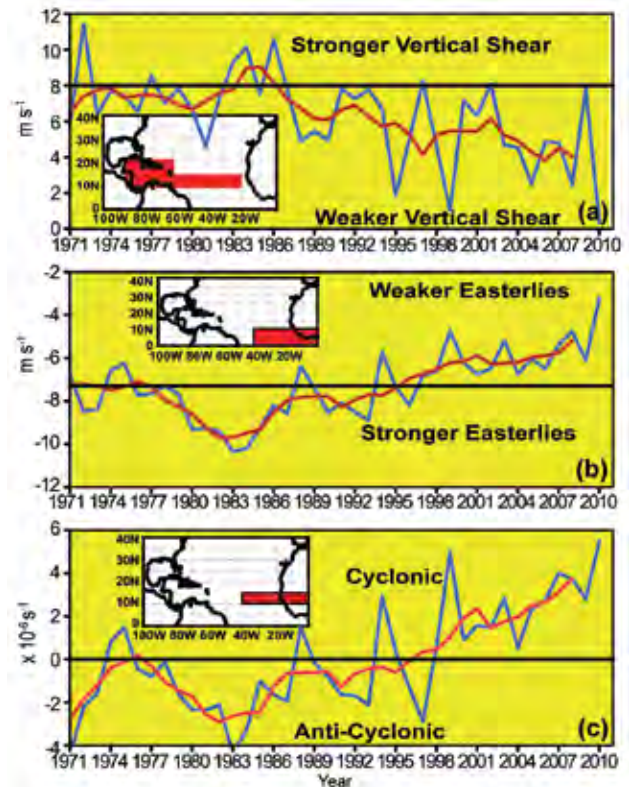 12
10
8
6
4
2
0
m s⁻¹
Stronger Vertical Shear
40N
30N
20N
10N
0
100W 80W 60W 40W 20W
Weaker Vertical Shear
(a)
1971 1974 1977 1980 1983 1986 1989 1992 1995 1998 2001 2004 2007 2010
-2
-4
-6
-8
-10
-12
m s⁻¹
40N
30N
20N
10N
0
100W 80W 60W 40W 20W
Weaker Easterlies
Stronger Easterlies
(b)
1971 1974 1977 1980 1983 1986 1989 1992 1995 1998 2001 2004 2007 2010
6
4
2
0
-2
-4
x 10⁻⁶ s⁻¹
40N
30N
20N
10N
0
100W 80W 60W 40W 20W
Cyclonic
Anti-Cyclonic
(c)
1971 1974 1977 1980 1983 1986 1989 1992 1995 1998 2001 2004 2007 2010
Year